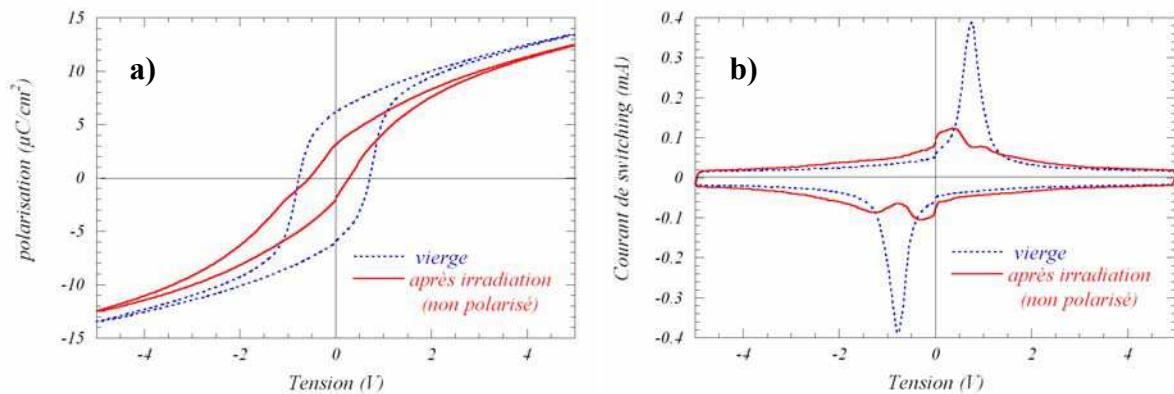 a)
polarisation (µC/cm²)
15
10
5
0
-5
-10
-15
vierge
après irradiation
(non polarisé)
-4
-2
0
2
4
Tension (V)
b)
Courant de switching (mA)
0.4
0.3
0.2
0.1
0
-0.1
-0.2
-0.3
-0.4
vierge
après irradiation
(non polarisé)
-4
-2
0
2
4
Tension (V)